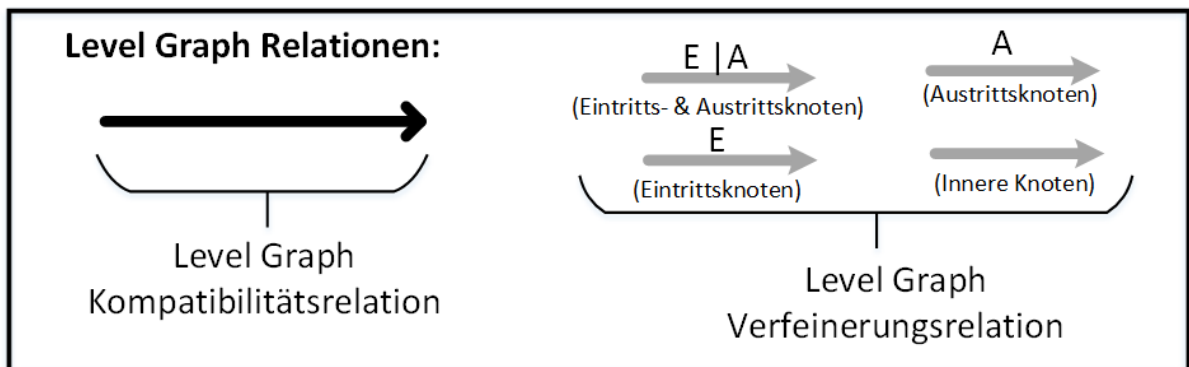 Level Graph Relationen:
E | A
(Eintritts- & Austrittsknoten)
A
(Austrittsknoten)
E
(Eintrittsknoten)
(Innere Knoten)
Level Graph
Kompatibilitätsrelation
Level Graph
Verfeinerungsrelation